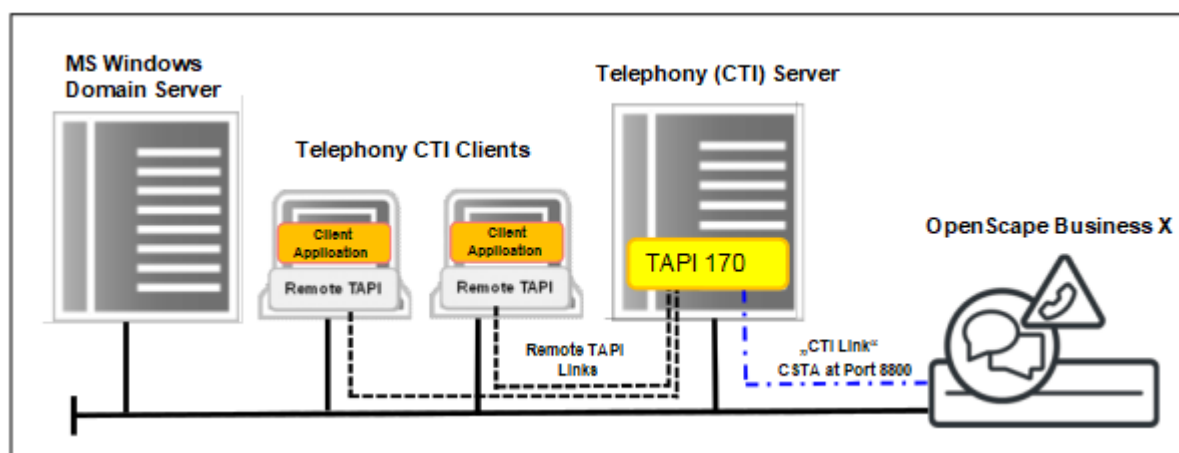 MS Windows
Domain Server
Telephony (CTI) Server
Telephony CTI Clients
OpenScape Business X
Client
Application
Client
Application
TAPI 170
Remote TAPI
Remote TAPI
Remote TAPI
Links
„CTI Link“
CSTA at Port 8800